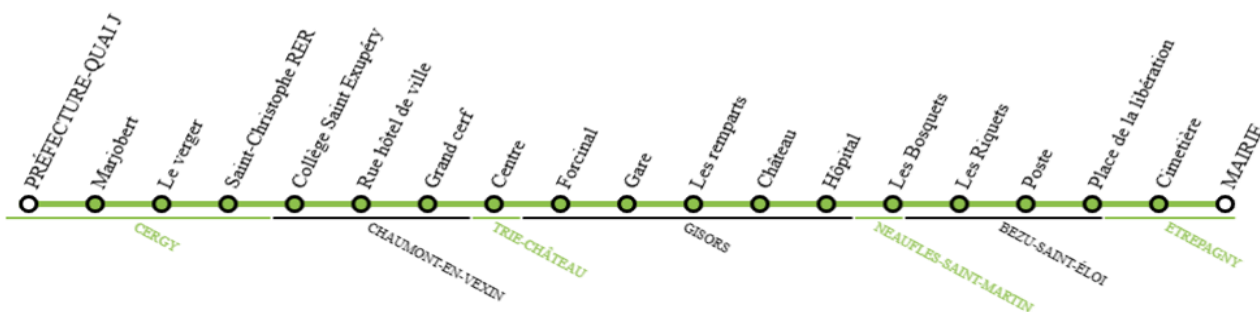 PRÉFECTURE-QUAI J
Marjobert
Le verger
Saint-Christophe RER
Collège Saint Exupéry
Rue hôtel de ville
Grand cerf
Centre
Forcinal
Gare
Les remparts
Château
Hôpital
Les Bosquets
Les Riquets
Poste
Place de la libération
Cimetière
MAIRIE
CERGY
CHAUMONT-EN-VEXIN
TRIE-CHÂTEAU
GISORS
NEAUFLES-SAINT-MARTIN
BEZU-SAINT-ÉLOI
ETREPAGNY